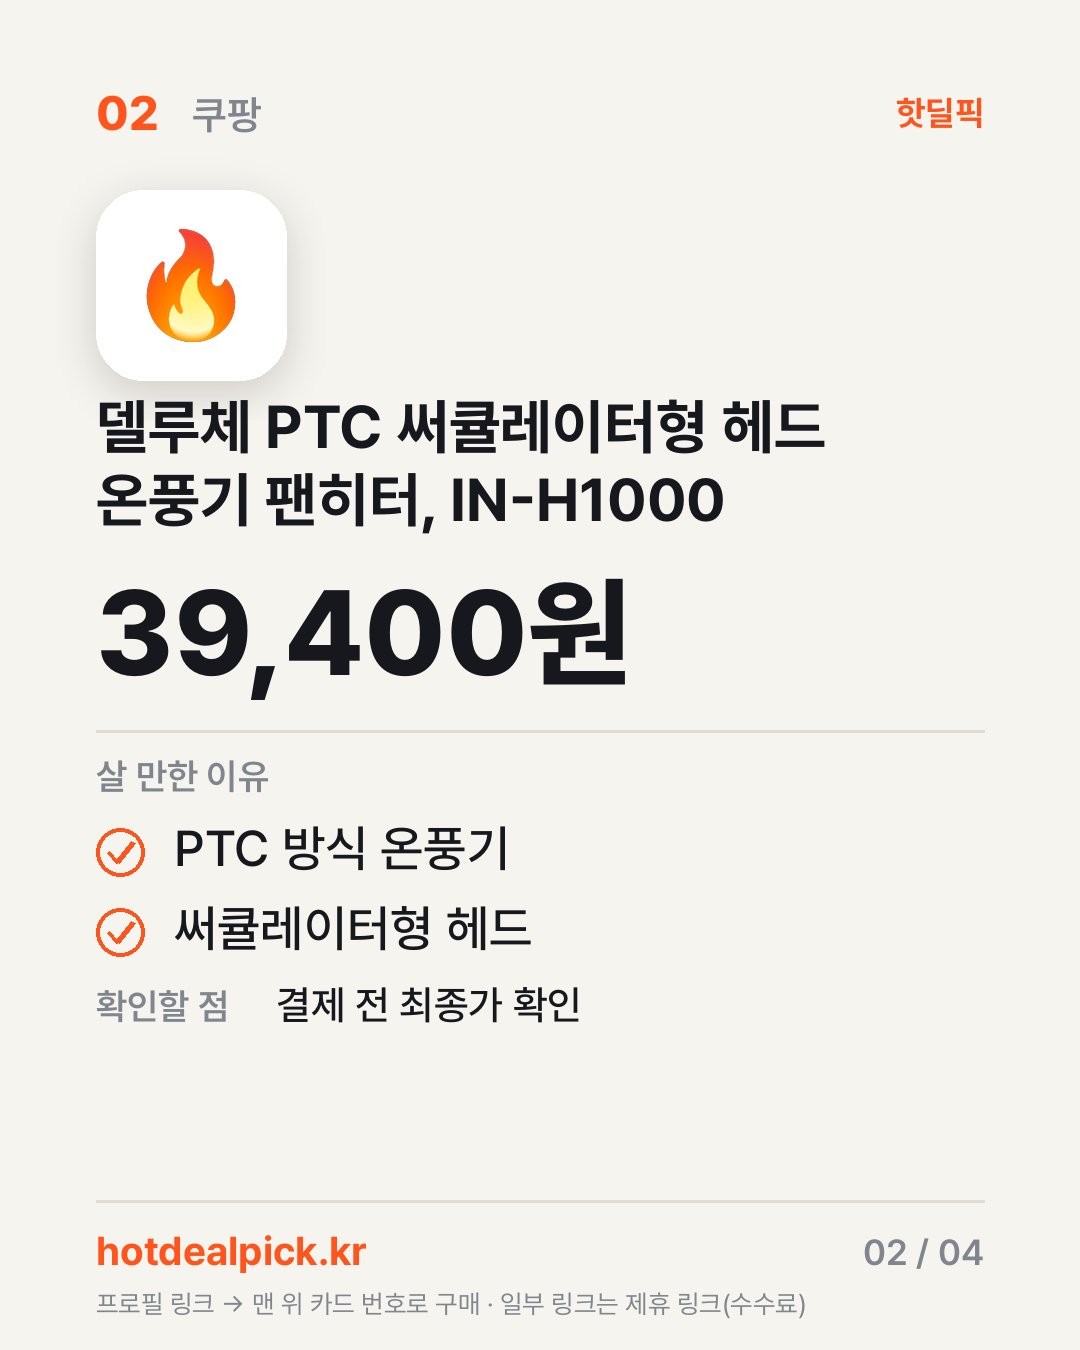 02 쿠팡
핫딜픽
델루체 PTC 써큘레이터형 헤드
온풍기 팬히터, IN-H1000
39,400원
살 만한 이유
PTC 방식 온풍기
써큘레이터형 헤드
확인할 점 결제 전 최종가 확인
hotdealpick.kr
02 / 04
프로필 링크 → 맨 위 카드 번호로 구매 · 일부 링크는 제휴 링크(수수료)